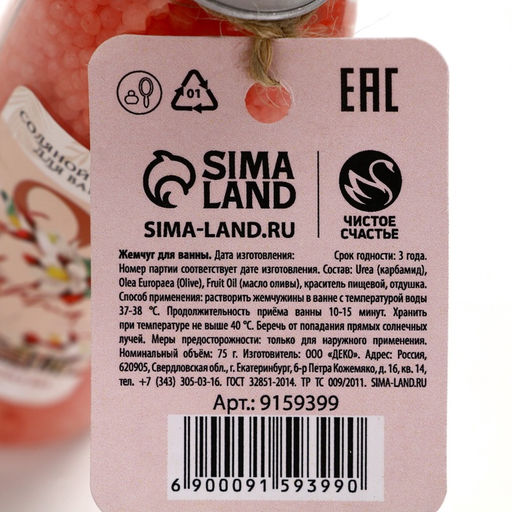 01
EAC
SIMA
LAND
SIMA-LAND.RU
ЧИСТОЕ
СЧАСТЬЕ
Жемчуг для ванны. Дата изготовления: Срок годности: 3 года.
Номер партии соответствует дате изготовления. Состав: Urea (карбамид),
Olea Europaea (Olive), Fruit Oil (масло оливы), краситель пищевой, отдушка.
Способ применения: растворить жемчужины в ванне с температурой воды
37-38 °C. Продолжительность приёма ванны 10-15 минут. Хранить
при температуре не выше 40 °C. Беречь от попадания прямых солнечных
лучей. Меры предосторожности: только для наружного применения.
Номинальный объём: 75 г. Изготовитель: ООО «ДЕКО». Адрес: Россия,
620905, Свердловская обл., г. Екатеринбург, б-р Петра Кожемяко, д. 16, кв. 14,
тел. +7 (343) 305-03-16. ГОСТ 32851-2014. ТР ТС 009/2011. SIMA-LAND.RU
Арт.: 9159399
6 900091 593990
СОЛЯНОЙ
ДЛЯ ВА